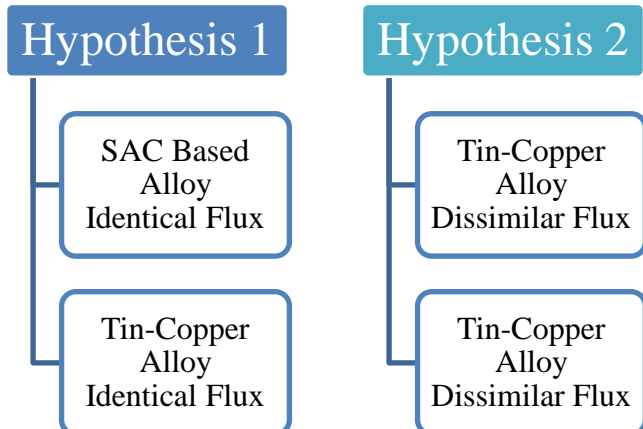 Hypothesis 1
SAC Based
Alloy
Identical Flux
Tin-Copper
Alloy
Identical Flux
Hypothesis 2
Tin-Copper
Alloy
Dissimilar Flux
Tin-Copper
Alloy
Dissimilar Flux